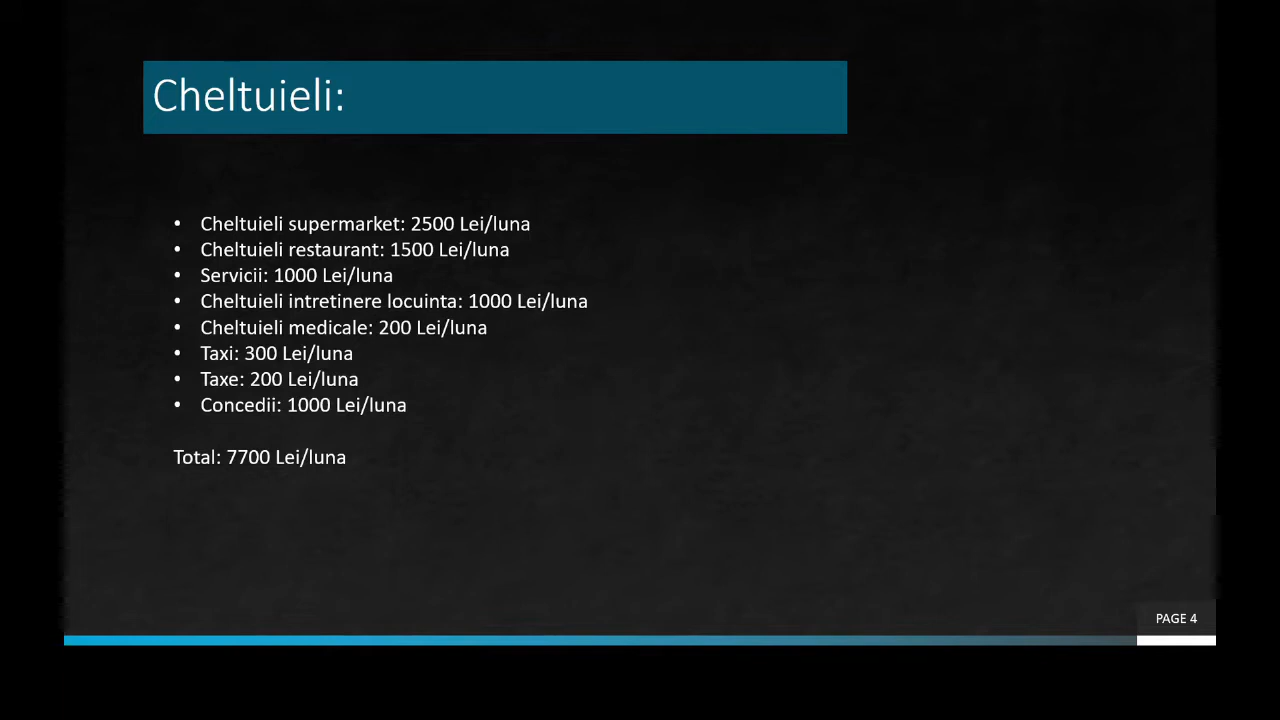 Cheltuieli:
• Cheltuieli supermarket: 2500 Lei/luna
• Cheltuieli restaurant: 1500 Lei/luna
• Servicii: 1000 Lei/luna
• Cheltuieli intretinere locuinta: 1000 Lei/luna
• Cheltuieli medicale: 200 Lei/luna
• Taxi: 300 Lei/luna
• Taxe: 200 Lei/luna
• Concedii: 1000 Lei/luna
Total: 7700 Lei/luna
PAGE 4